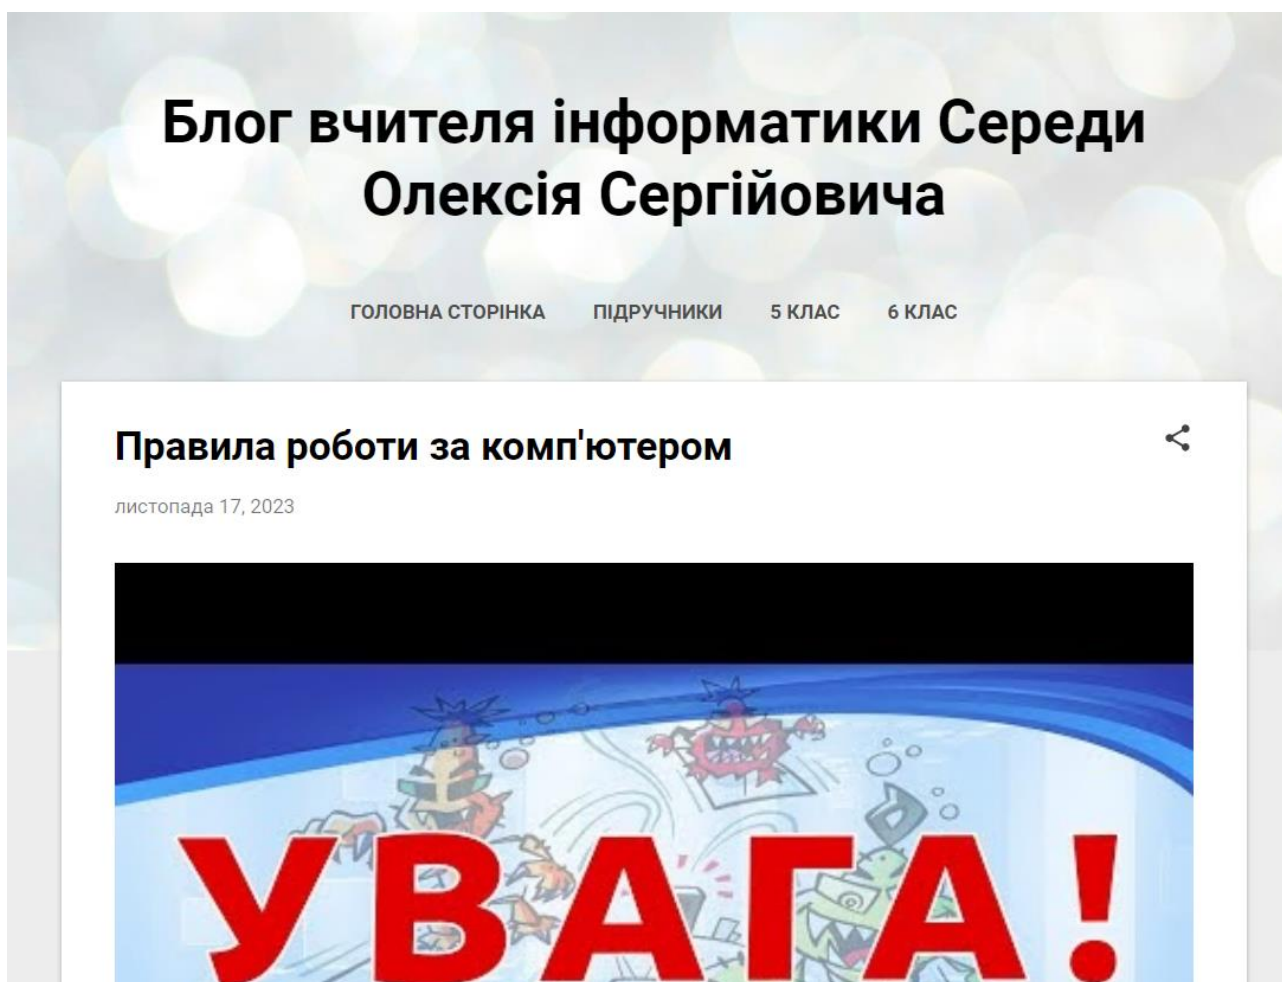 Блог вчителя інформатики Середи
Олексія Сергійовича
ГОЛОВНА СТОРІНКА ПІДРУЧНИКИ 5 КЛАС 6 КЛАС
Правила роботи за комп'ютером
листопада 17, 2023
УВАГА!